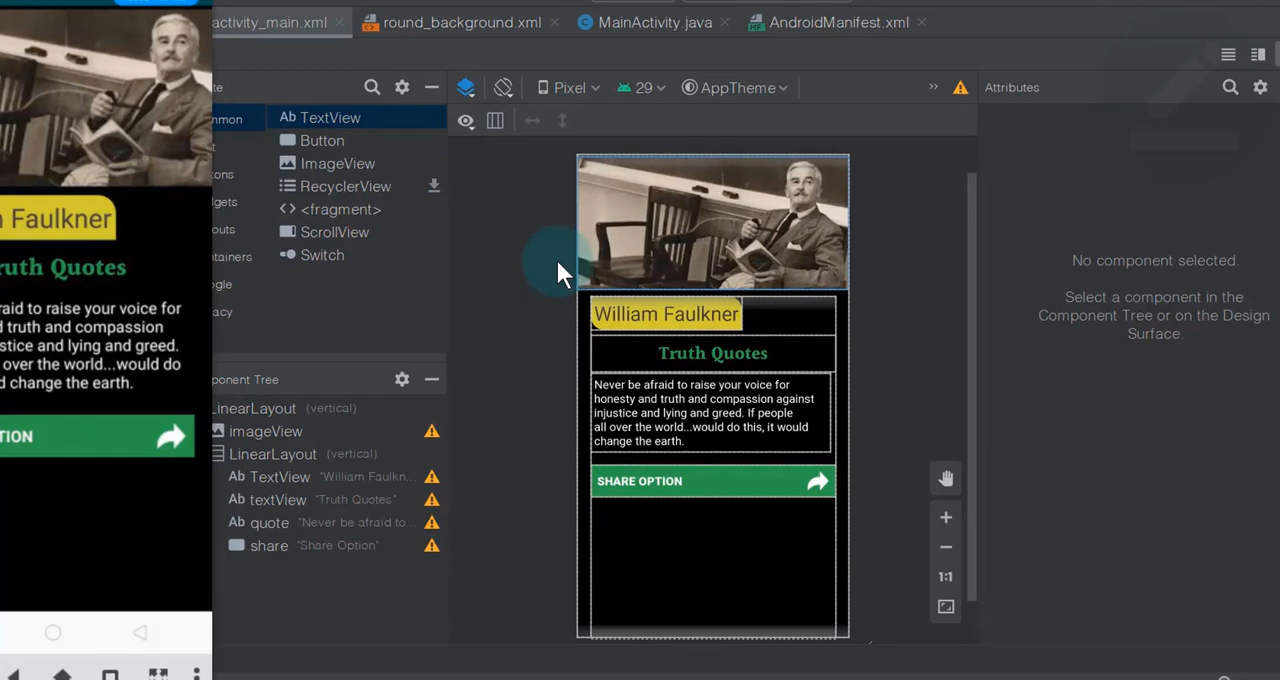 activity_main.xml
round_background.xml
MainActivity.java
AndroidManifest.xml
Pixel
29
AppTheme
Attributes
Ab TextView
Button
ImageView
RecyclerView
<fragment>
ScrollView
Switch
No component selected.
Select a component in the
Component Tree or on the Design
Surface.
ponent Tree
LinearLayout (vertical)
imageView
LinearLayout (vertical)
Ab TextView "William Faulkn...
Ab textView "Truth Quotes"
Ab quote "Never be afraid to...
share "Share Option"
William Faulkner
Truth Quotes
Never be afraid to raise your voice for
honesty and truth and compassion against
injustice and lying and greed. If people
all over the world...would do this, it would
change the earth.
SHARE OPTION
1:1
Faulkner
ruth Quotes
raid to raise your voice for
d truth and compassion
stice and lying and greed.
over the world...would do
d change the earth.
TION